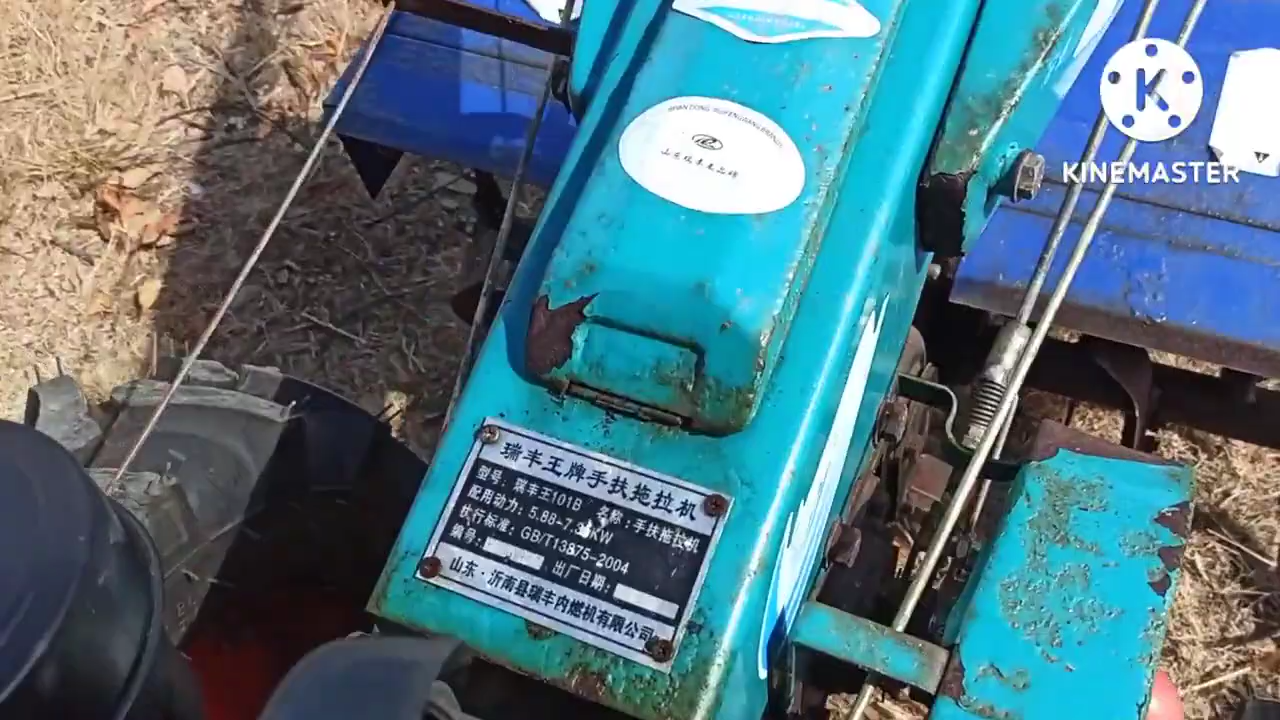 K
KINEMASTER
瑞丰王牌手扶拖拉机
型号：瑞丰王101B 名称：手扶拖拉机
配用动力：5.88-7.35KW
执行标准：GB/T13875-2004
编号： 出厂日期：
山东·沂南县瑞丰内燃机有限公司